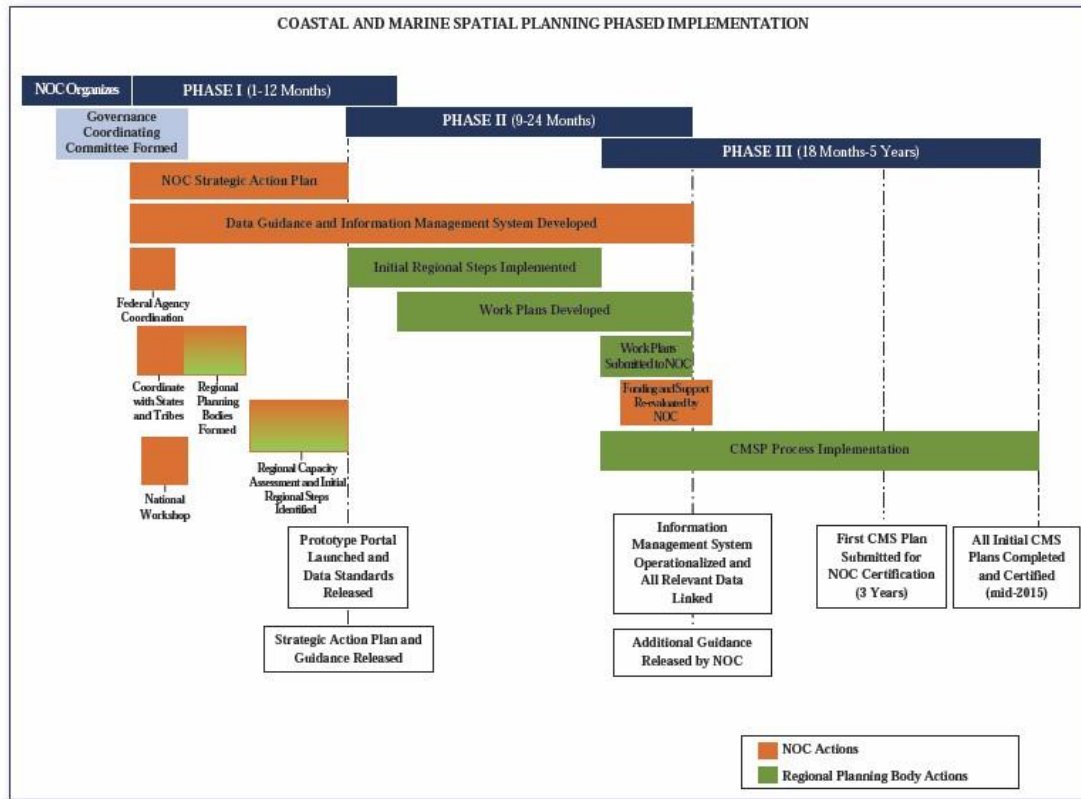 COASTAL AND MARINE SPATIAL PLANNING PHASED IMPLEMENTATION
NOC Organizes
PHASE I (1-12 Months)
Governance
Coordinating
Committee Formed
PHASE II (9-24 Months)
PHASE III (18 Months-5 Years)
NOC Strategic Action Plan
Data Guidance and Information Management System Developed
Initial Regional Steps Implemented
Federal Agency
Coordination
Work Plans Developed
Coordinate
with States
and Tribes
Regional
Planning
Bodies
Formed
Work Plans
Submitted to NOC
Funding and Support
Re-evaluated by
NOC
CMSP Process Implementation
Regional Capacity
Assessment and Initial
Regional Steps
Identified
National
Workshop
Prototype Portal
Launched and
Data Standards
Released
Information
Management System
Operationalized and
All Relevant Data
Linked
First CMS Plan
Submitted for
NOC Certification
(3 Years)
All Initial CMS
Plans Completed
and Certified
(mid-2015)
Strategic Action Plan and
Guidance Released
Additional Guidance
Released by NOC
NOC Actions
Regional Planning Body Actions